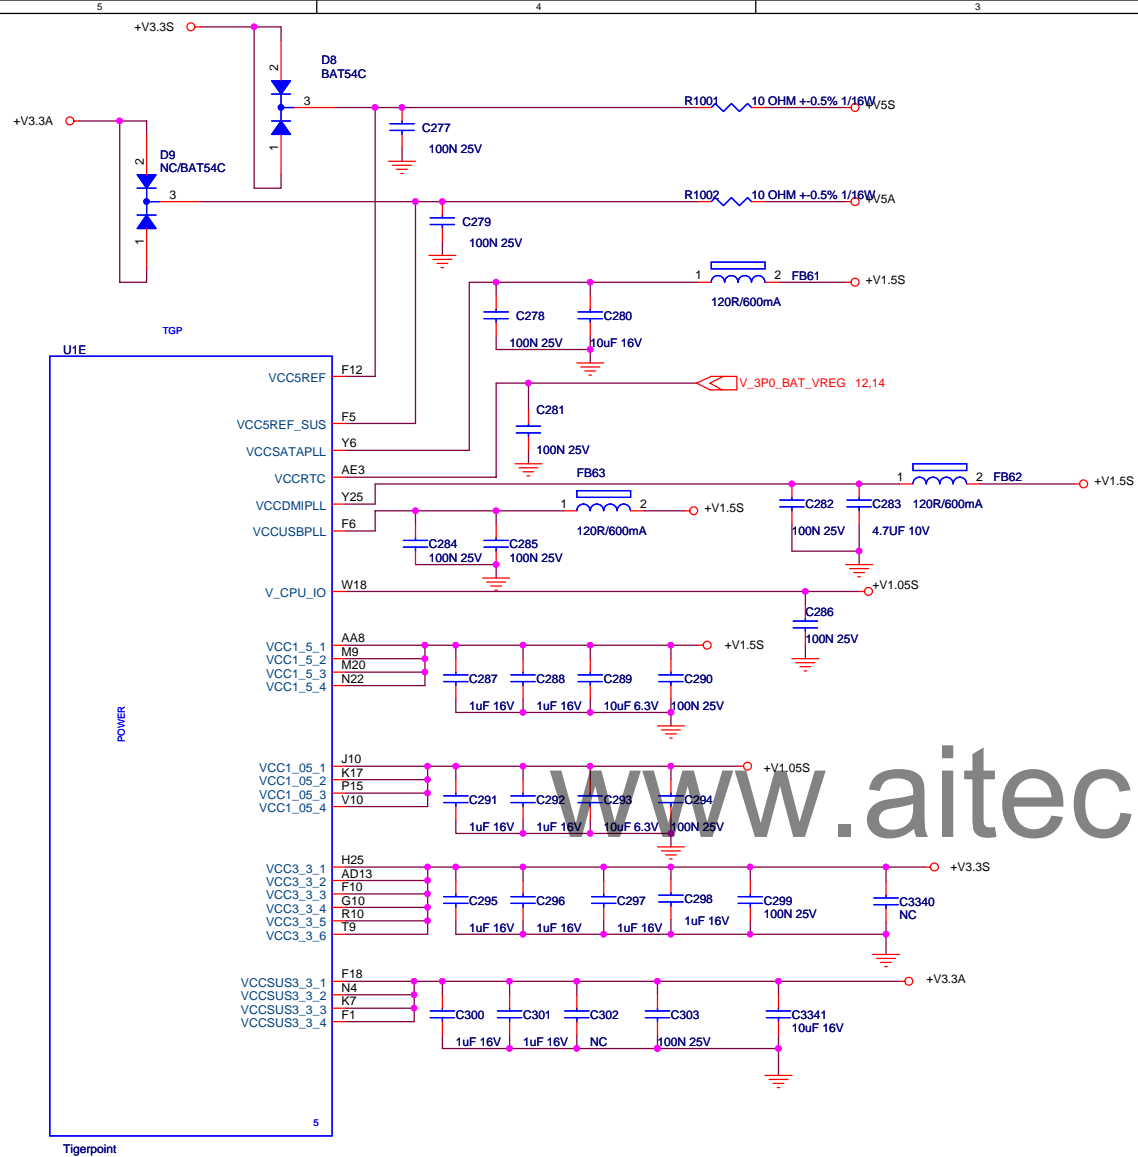 5 4 3
+V3.3S
D8
BAT54C
2
3
1
R1001 10 OHM +-0.5% 1/16W
+V5S
C277
100N 25V
+V3.3A
D9
NC/BAT54C
2
3
1
R1002 10 OHM +-0.5% 1/16W
+V5A
C279
100N 25V
1 2 FB61
+V1.5S
120R/600mA
C278
100N 25V
C280
10uF 16V
TGP
U1E
VCC5REF F12
V_3P0_BAT_VREG 12,14
C281
100N 25V
VCC5REF_SUS F5
VCCSATAPLL Y6
VCCRTC AE3
VCCDMIPLL Y25
VCCUSBPLL F6
FB63
1 2
+V1.5S
120R/600mA
1 2 FB62
+V1.5S
120R/600mA
C282
100N 25V
C283
4.7UF 10V
C284
100N 25V
C285
100N 25V
V_CPU_IO W18
+V1.05S
C286
100N 25V
VCC1_5_1 AA8
VCC1_5_2 M9
VCC1_5_3 M20
VCC1_5_4 N22
+V1.5S
C287 C288 C289 C290
1uF 16V 1uF 16V 10uF 6.3V 100N 25V
POWER
VCC1_05_1 J10
VCC1_05_2 K17
VCC1_05_3 P15
VCC1_05_4 V10
+V1.05S
www.aitec
C291 C292 C293 C294
1uF 16V 1uF 16V 10uF 6.3V 100N 25V
VCC3_3_1 H25
VCC3_3_2 AD13
VCC3_3_3 F10
VCC3_3_4 G10
VCC3_3_5 R10
VCC3_3_6 T9
+V3.3S
C295 C296 C297 C298 C299 C3340
1uF 16V 1uF 16V 1uF 16V 1uF 16V 100N 25V NC
VCCSUS3_3_1 F18
VCCSUS3_3_2 N4
VCCSUS3_3_3 K7
VCCSUS3_3_4 F1
+V3.3A
C300 C301 C302 C303 C3341
1uF 16V 1uF 16V NC 100N 25V 10uF 16V
5
Tigerpoint